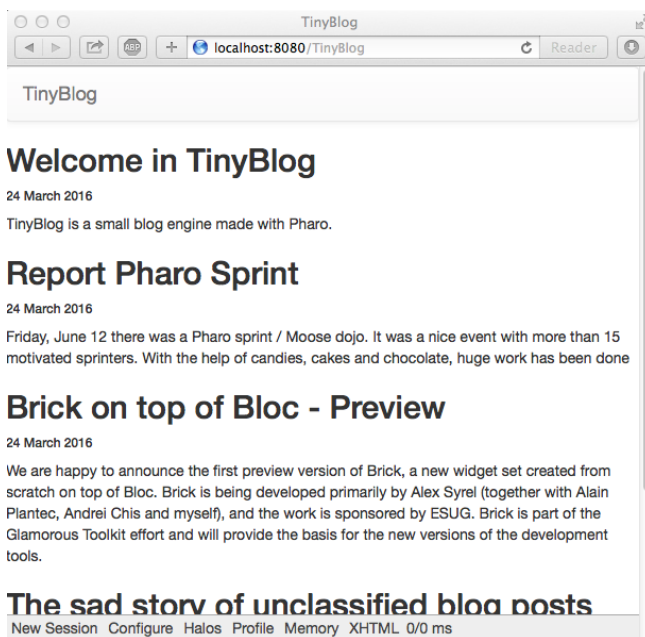 TinyBlog
ABP
localhost:8080/TinyBlog
Reader
TinyBlog
Welcome in TinyBlog
24 March 2016
TinyBlog is a small blog engine made with Pharo.
Report Pharo Sprint
24 March 2016
Friday, June 12 there was a Pharo sprint / Moose dojo. It was a nice event with more than 15
motivated sprinters. With the help of candies, cakes and chocolate, huge work has been done
Brick on top of Bloc - Preview
24 March 2016
We are happy to announce the first preview version of Brick, a new widget set created from
scratch on top of Bloc. Brick is being developed primarily by Alex Syrel (together with Alain
Plantec, Andrei Chis and myself), and the work is sponsored by ESUG. Brick is part of the
Glamorous Toolkit effort and will provide the basis for the new versions of the development
tools.
The sad story of unclassified blog posts
New Session Configure Halos Profile Memory XHTML 0/0 ms